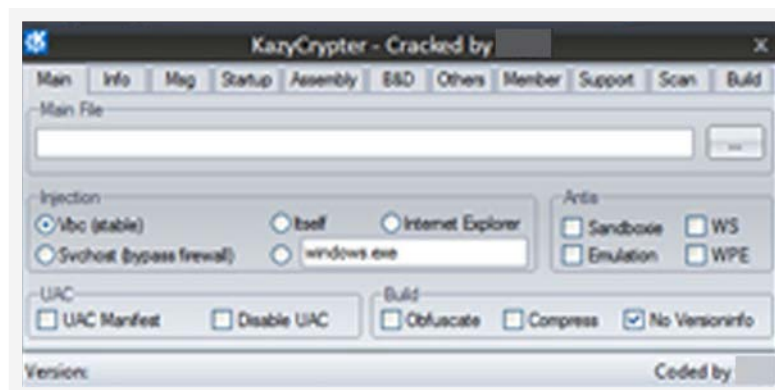 KazyCrypter - Cracked by
Main Info Msg Startup Assembly B&D Others Member Support Scan Build
Main File
...
Injection
Vbc (stable) Itself Internet Explorer
Svchost (bypass firewall) windows.exe
Antis
Sandboxie WS
Emulation WPE
UAC
UAC Manifest Disable UAC
Build
Obfuscate Compress No Versioninfo
Version: Coded by